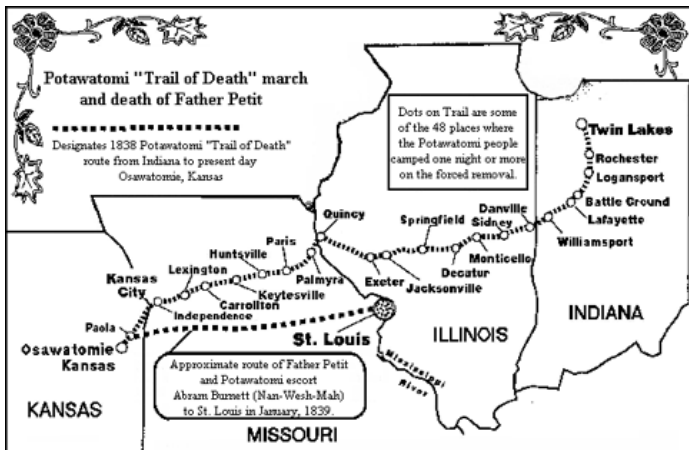 Potawatomi "Trail of Death" march
and death of Father Petit
Designates 1838 Potawatomi "Trail of Death"
route from Indiana to present day
Osawatomie, Kansas
Dots on Trail are some
of the 48 places where
the Potawatomi people
camped one night or more
on the forced removal.
Twin Lakes
Rochester
Logansport
Battle Ground
Lafayette
Williamsport
Danville
Sidney
Monticello
Decatur
Springfield
Jacksonville
Exeter
Quincy
Palmyra
Paris
Huntsville
Keytesville
Carrollton
Lexington
Independence
Kansas
City
Paola
Osawatomie
Kansas
St. Louis
Mississippi
River
INDIANA
ILLINOIS
MISSOURI
KANSAS
Approximate route of Father Petit
and Potawatomi escort
Abram Burnett (Nan-Wesh-Mah)
to St. Louis in January, 1839.